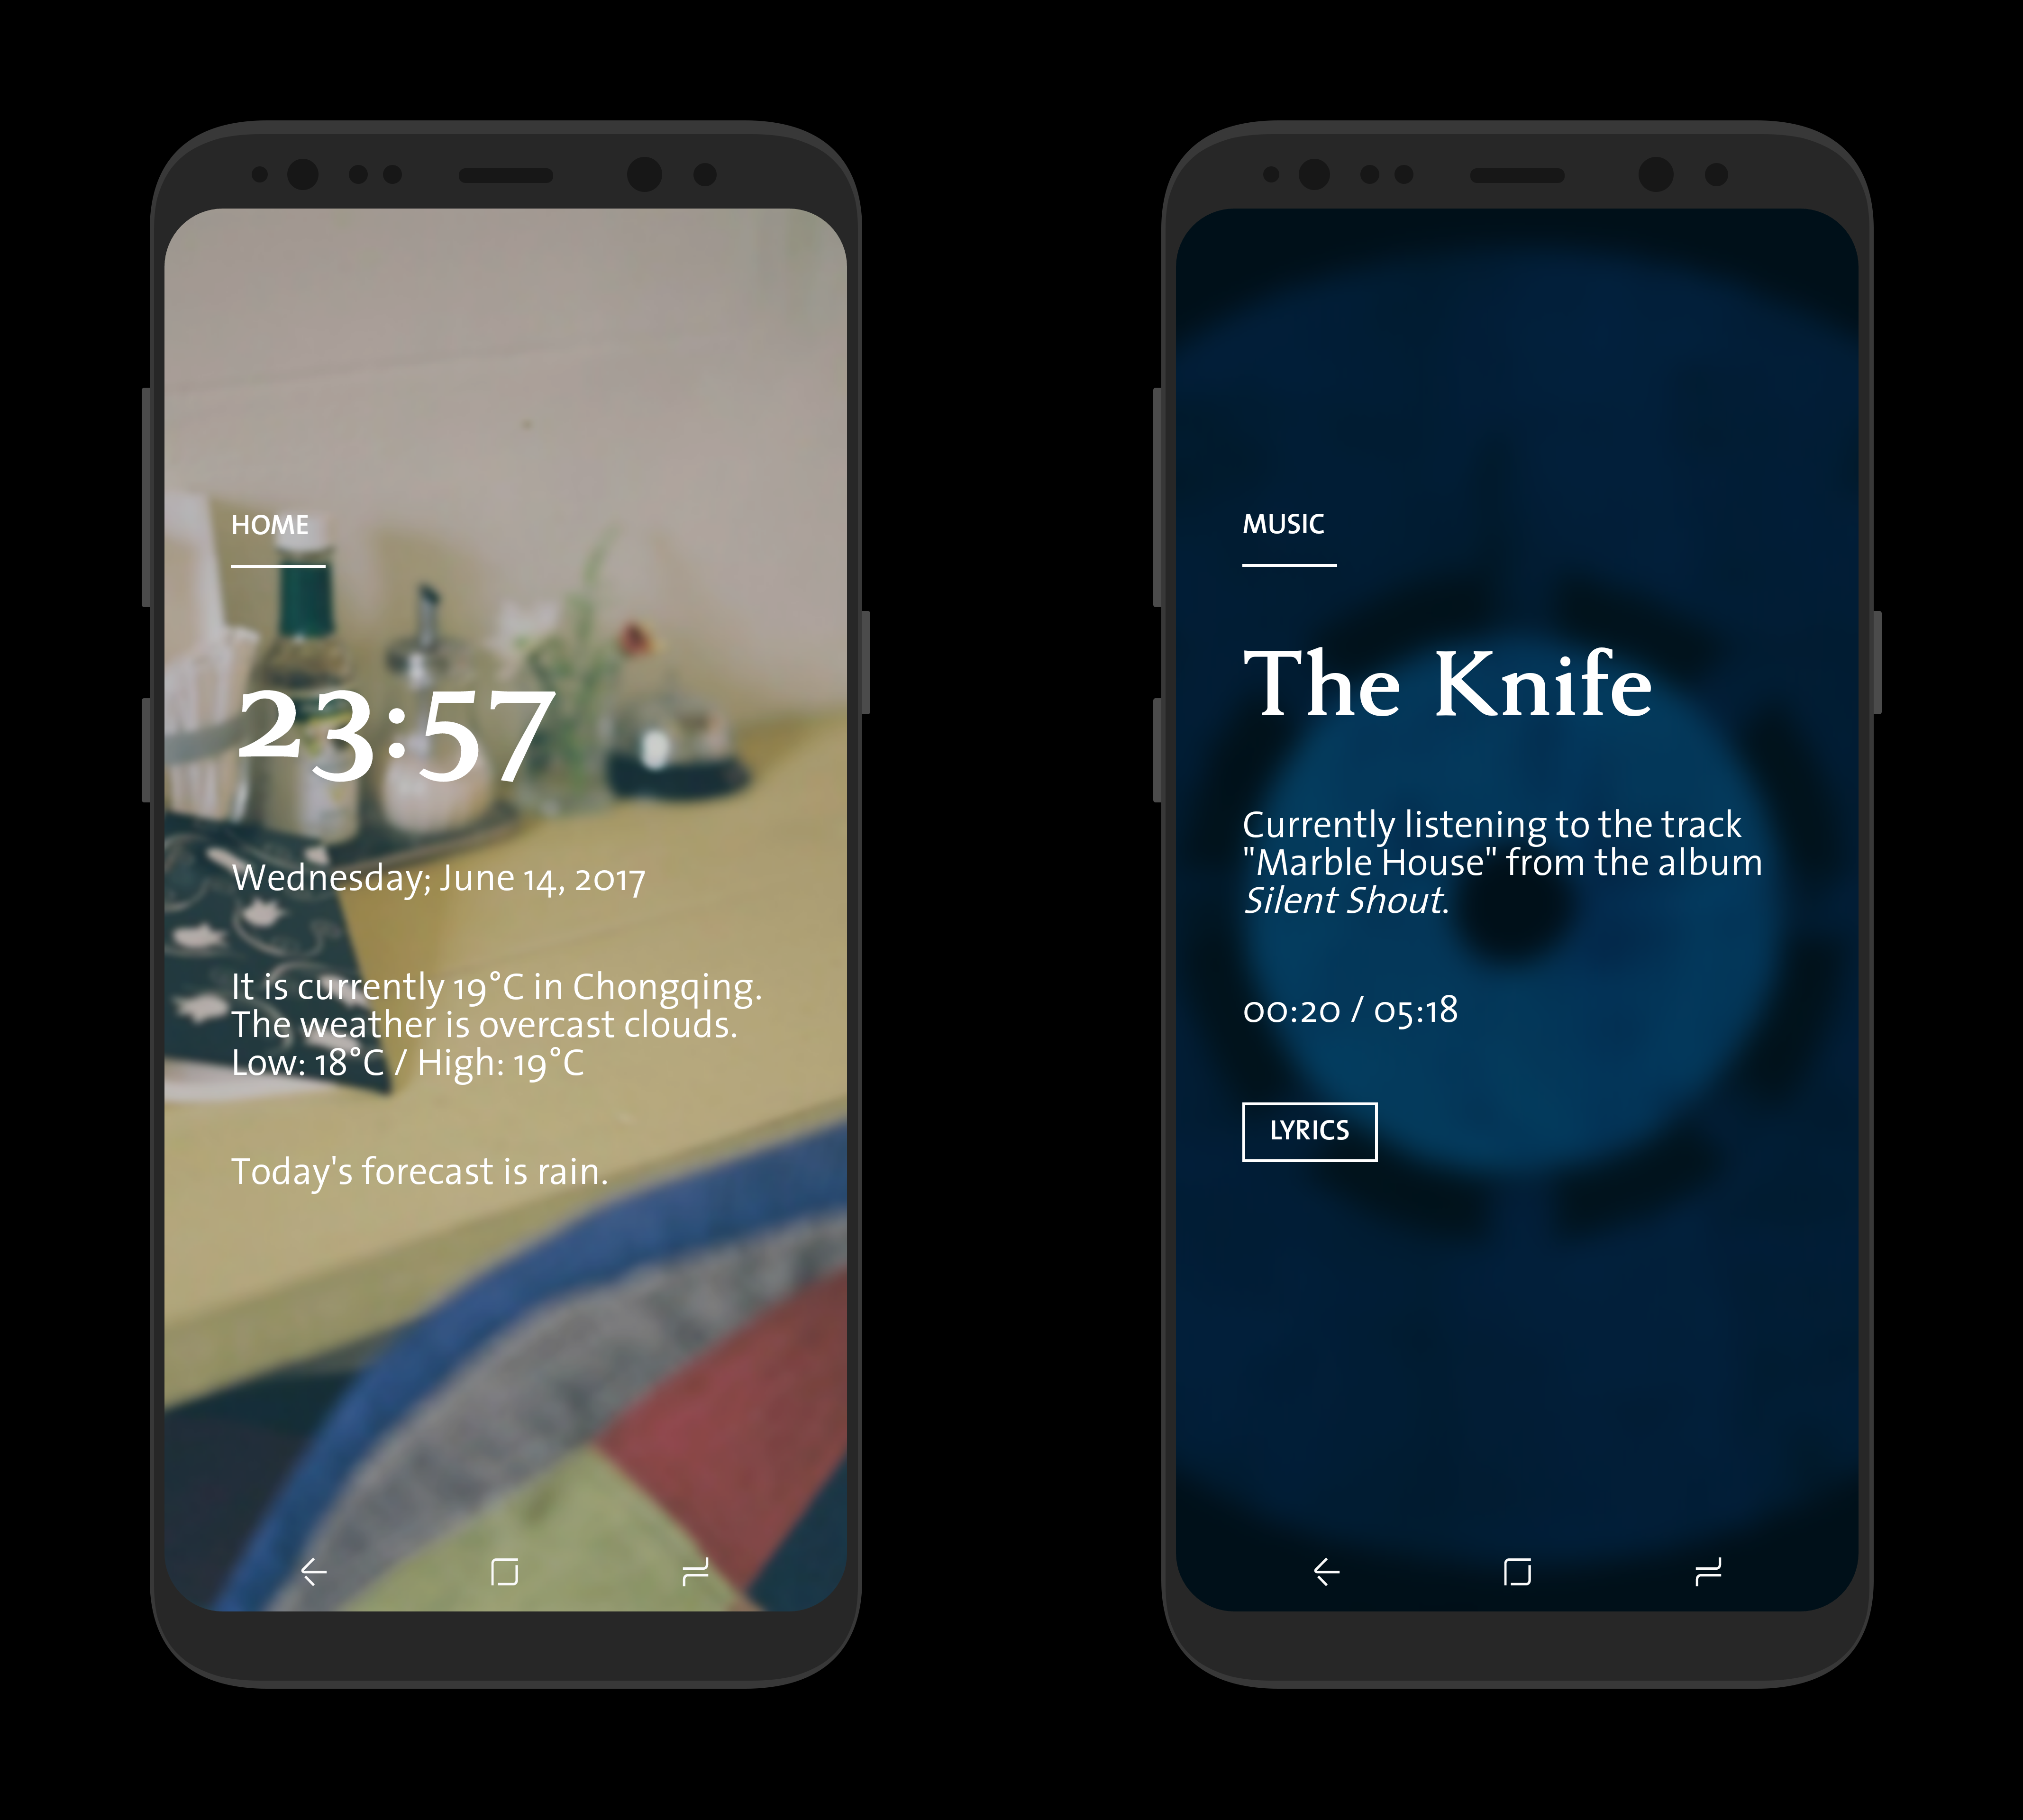 HOME
23:57
Wednesday; June 14, 2017
It is currently 19°C in Chongqing.
The weather is overcast clouds.
Low: 18°C / High: 19°C
Today's forecast is rain.
MUSIC
The Knife
Currently listening to the track
"Marble House" from the album
Silent Shout.
00:20 / 05:18
LYRICS